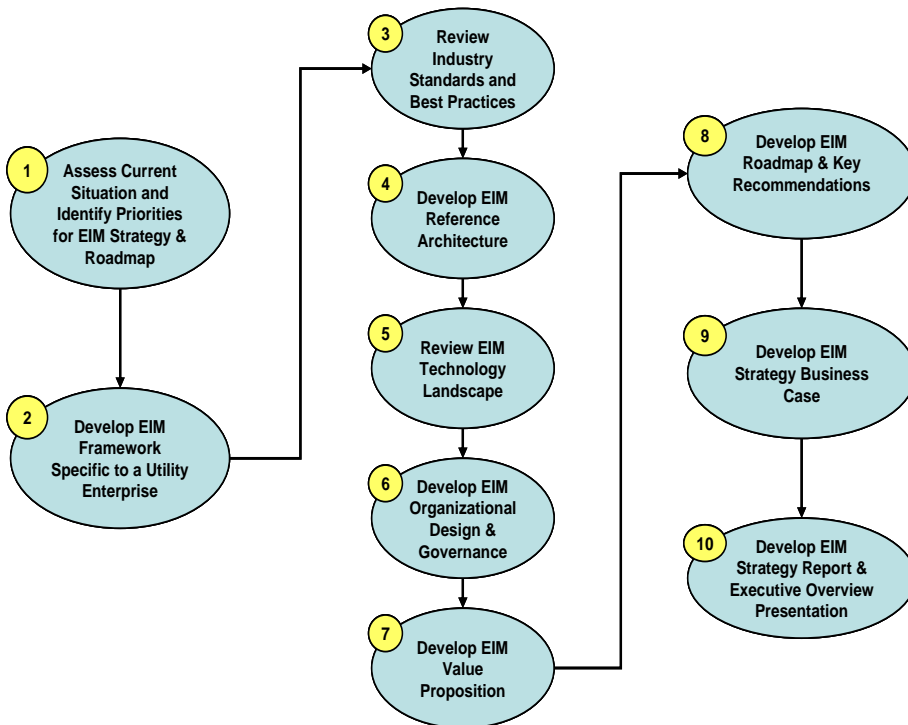 1
Assess Current
Situation and
Identify Priorities
for EIM Strategy &
Roadmap
2
Develop EIM
Framework
Specific to a Utility
Enterprise
3
Review
Industry
Standards and
Best Practices
4
Develop EIM
Reference
Architecture
5
Review EIM
Technology
Landscape
6
Develop EIM
Organizational
Design &
Governance
7
Develop EIM
Value
Proposition
8
Develop EIM
Roadmap & Key
Recommendations
9
Develop EIM
Strategy Business
Case
10
Develop EIM
Strategy Report &
Executive Overview
Presentation